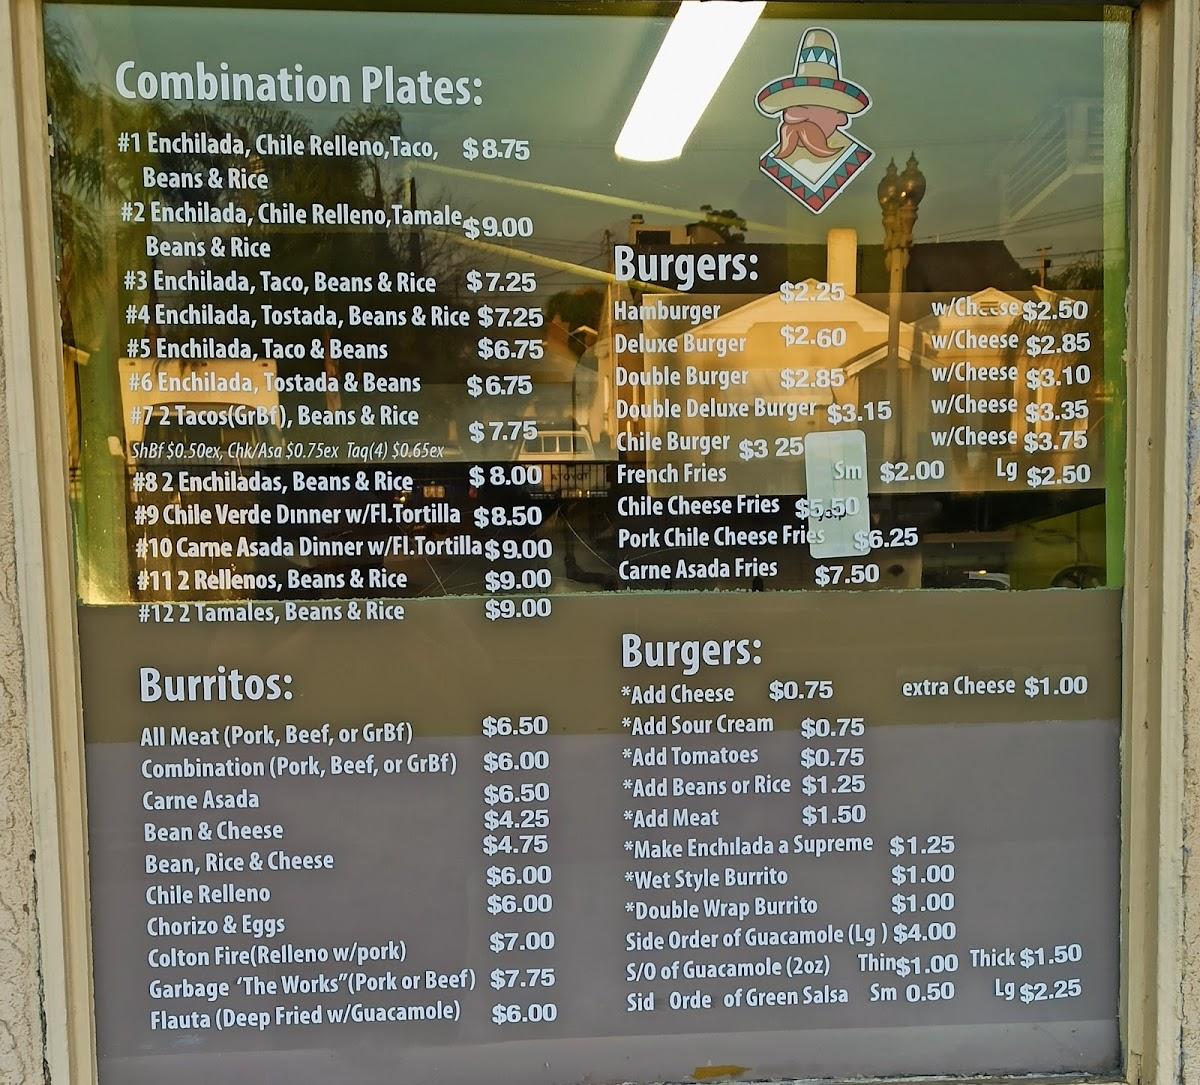 Combination Plates:
#1 Enchilada, Chile Relleno,Taco, $8.75
Beans & Rice
#2 Enchilada, Chile Relleno,Tamale $9.00
Beans & Rice
#3 Enchilada, Taco, Beans & Rice $7.25
#4 Enchilada, Tostada, Beans & Rice $7.25
#5 Enchilada, Taco & Beans $6.75
#6 Enchilada, Tostada & Beans $6.75
#7 2 Tacos(GrBf), Beans & Rice $7.75
ShBf $0.50ex, Chk/Asa $0.75ex Taq(4) $0.65ex
#8 2 Enchiladas, Beans & Rice $8.00
#9 Chile Verde Dinner w/Fl.Tortilla $8.50
#10 Carne Asada Dinner w/Fl.Tortilla $9.00
#11 2 Rellenos, Beans & Rice $9.00
#12 2 Tamales, Beans & Rice $9.00
Burritos:
All Meat (Pork, Beef, or GrBf) $6.50
Combination (Pork, Beef, or GrBf) $6.00
Carne Asada $6.50
Bean & Cheese $4.25
Bean, Rice & Cheese $4.75
Chile Relleno $6.00
Chorizo & Eggs $6.00
Colton Fire(Relleno w/pork) $7.00
Garbage ‘The Works”(Pork or Beef) $7.75
Flauta (Deep Fried w/Guacamole) $6.00
Burgers:
Hamburger $2.25 w/Cheese $2.50
Deluxe Burger $2.60 w/Cheese $2.85
Double Burger $2.85 w/Cheese $3.10
Double Deluxe Burger $3.15 w/Cheese $3.35
Chile Burger $3 25 w/Cheese $3.75
French Fries Sm $2.00 Lg $2.50
Chile Cheese Fries $5.50
Pork Chile Cheese Fries $6.25
Carne Asada Fries $7.50
Burgers:
*Add Cheese $0.75 extra Cheese $1.00
*Add Sour Cream $0.75
*Add Tomatoes $0.75
*Add Beans or Rice $1.25
*Add Meat $1.50
*Make Enchilada a Supreme $1.25
*Wet Style Burrito $1.00
*Double Wrap Burrito $1.00
Side Order of Guacamole (Lg ) $4.00
S/O of Guacamole (2oz) Thin $1.00 Thick $1.50
Sid Orde of Green Salsa Sm 0.50 Lg $2.25